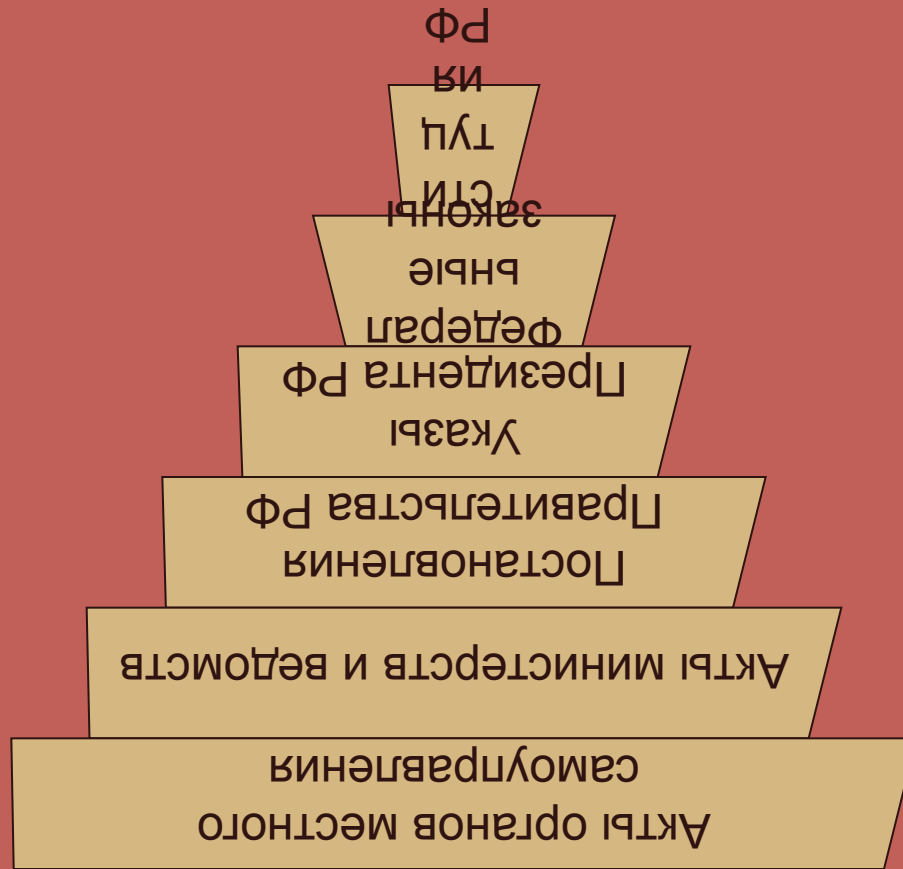 Акты органов местного
самоуправления
Акты министерств и ведомств
Постановления
Правительства РФ
Указы
Президента РФ
Федерал
ьные
законы
сти
туц
ия
РФ